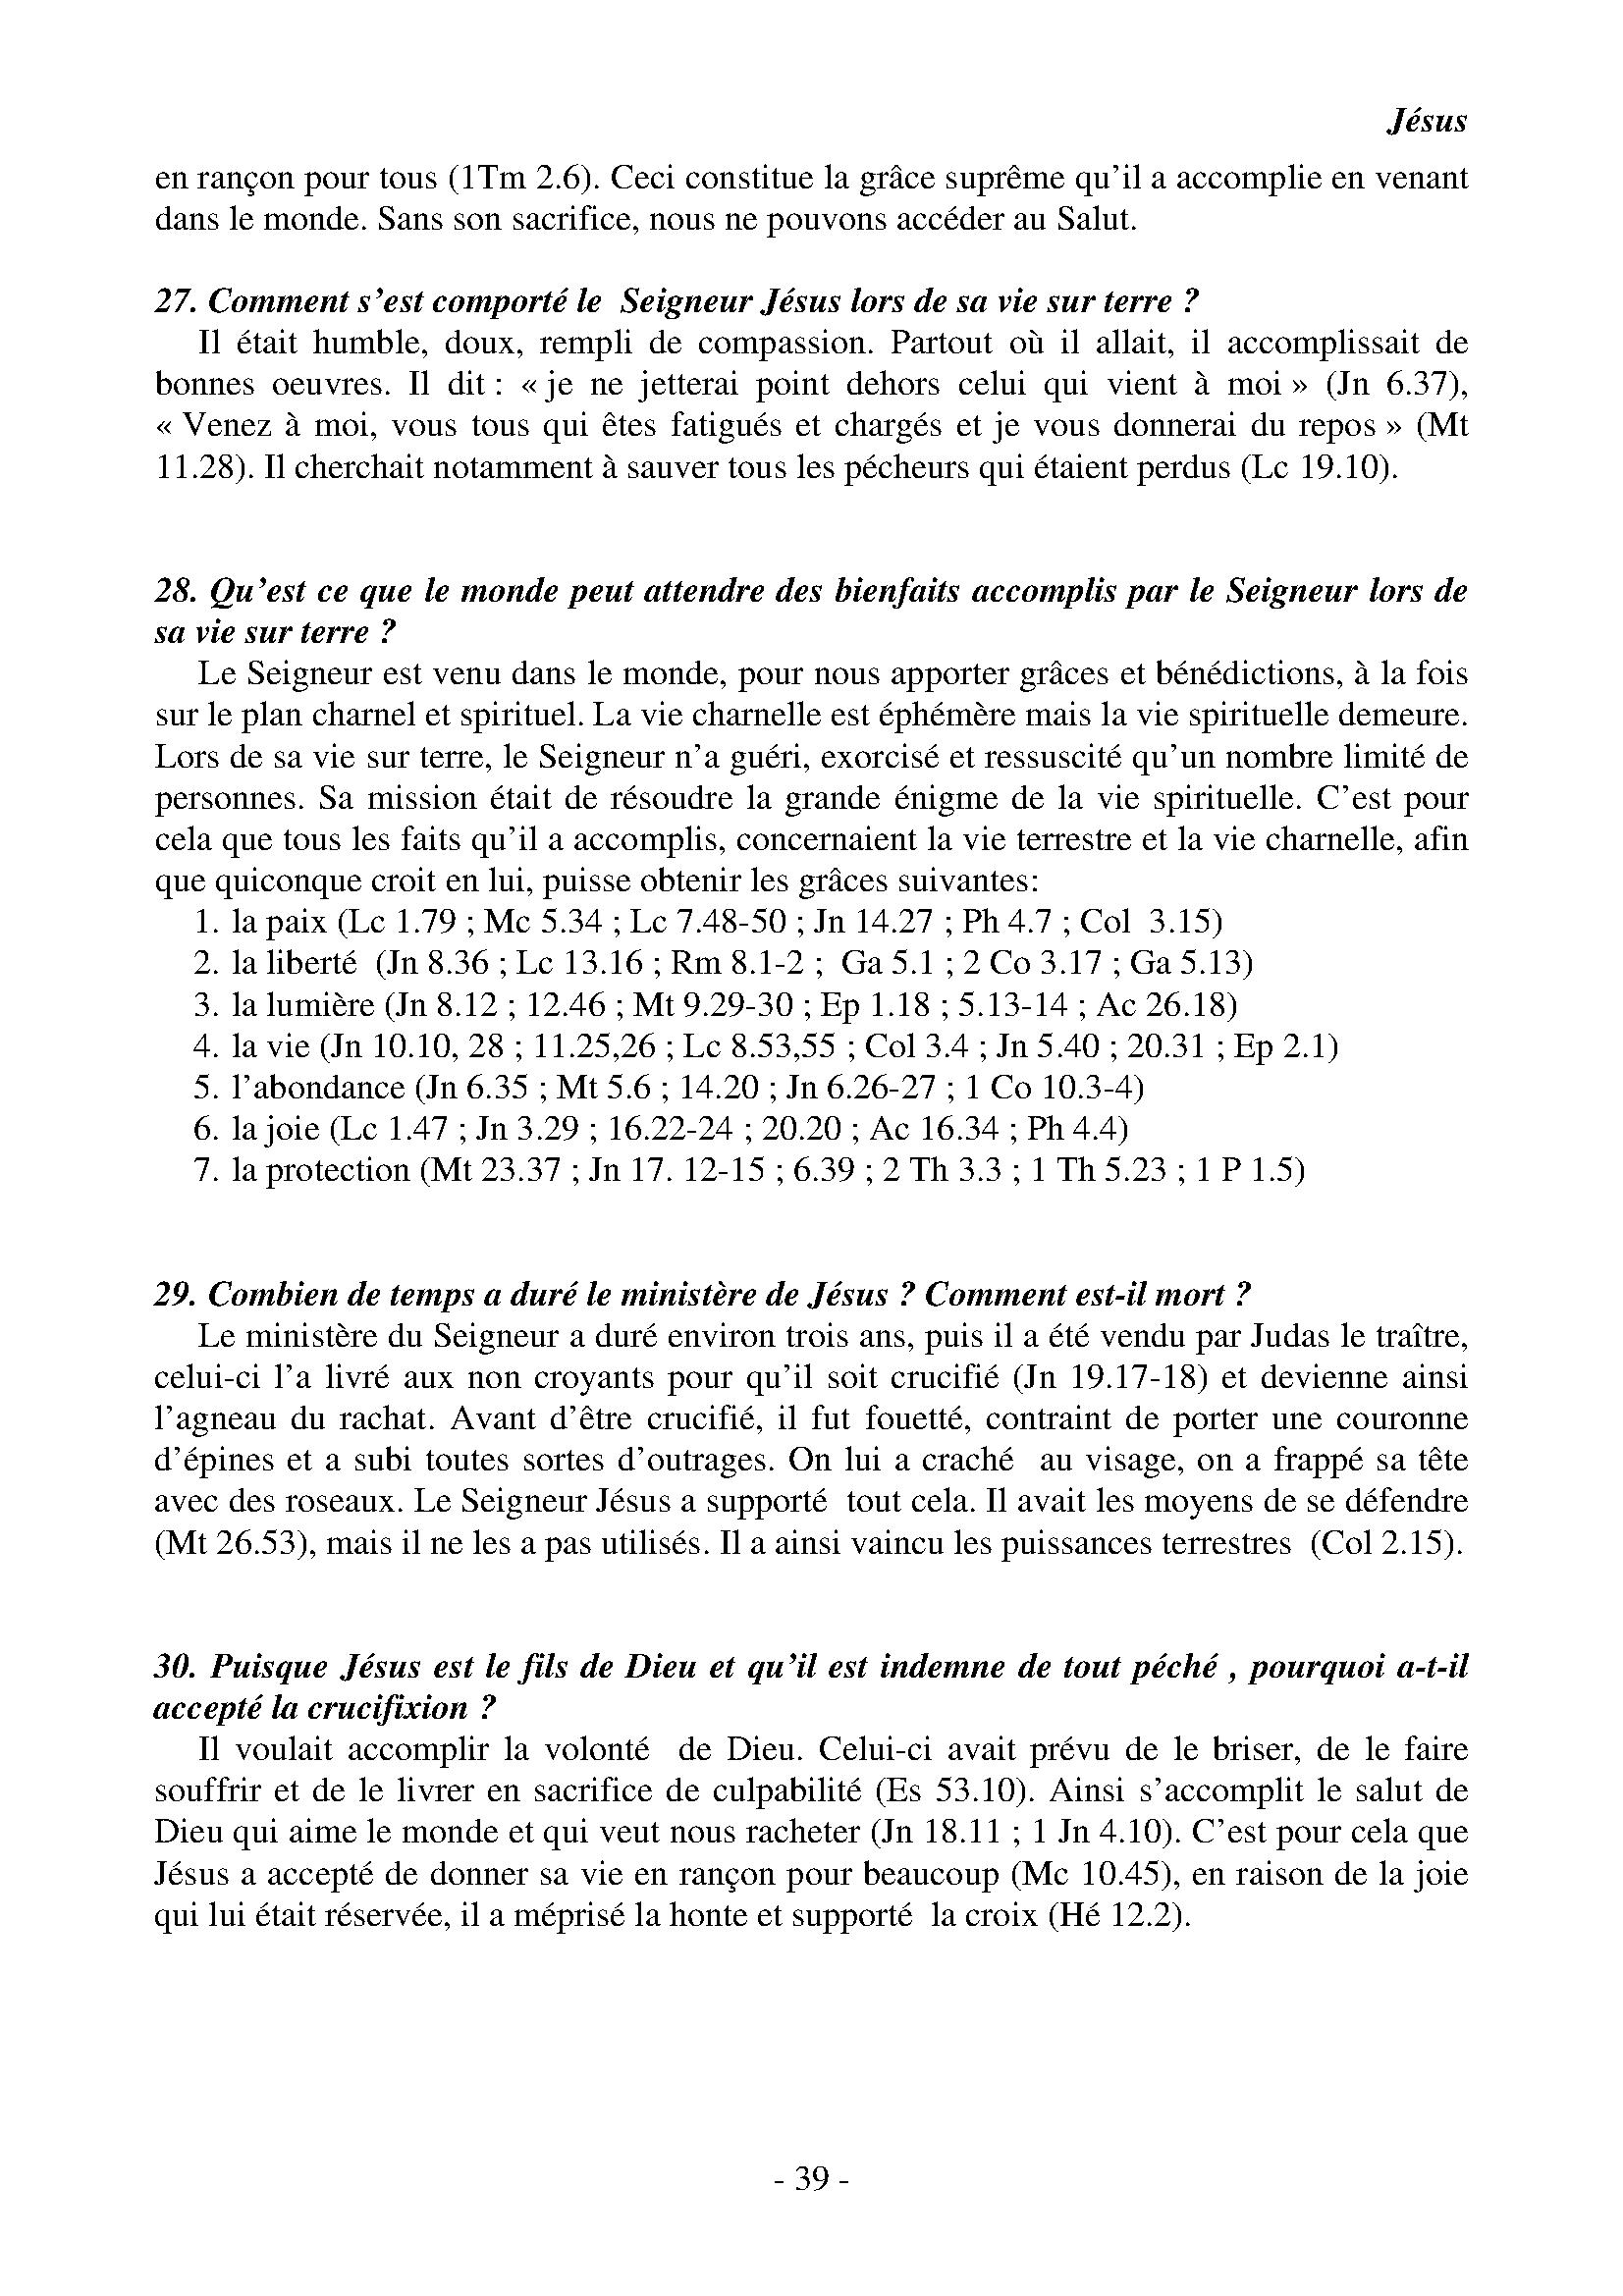 Jésus
en rançon pour tous (1Tm 2.6). Ceci constitue la grâce suprême qu’il a accomplie en venant
dans le monde. Sans son sacrifice, nous ne pouvons accéder au Salut.
27. Comment s’est comporté le  Seigneur Jésus lors de sa vie sur terre ?
Il était humble, doux, rempli de compassion. Partout où il allait, il accomplissait de
bonnes oeuvres. Il dit : « je ne jetterai point dehors celui qui vient à moi » (Jn 6.37),
« Venez à moi, vous tous qui êtes fatigués et chargés et je vous donnerai du repos » (Mt
11.28). Il cherchait notamment à sauver tous les pécheurs qui étaient perdus (Lc 19.10).
28. Qu’est ce que le monde peut attendre des bienfaits accomplis par le Seigneur lors de
sa vie sur terre ?
Le Seigneur est venu dans le monde, pour nous apporter grâces et bénédictions, à la fois
sur le plan charnel et spirituel. La vie charnelle est éphémère mais la vie spirituelle demeure.
Lors de sa vie sur terre, le Seigneur n’a guéri, exorcisé et ressuscité qu’un nombre limité de
personnes. Sa mission était de résoudre la grande énigme de la vie spirituelle. C’est pour
cela que tous les faits qu’il a accomplis, concernaient la vie terrestre et la vie charnelle, afin
que quiconque croit en lui, puisse obtenir les grâces suivantes:
1. la paix (Lc 1.79 ; Mc 5.34 ; Lc 7.48-50 ; Jn 14.27 ; Ph 4.7 ; Col  3.15)
2. la liberté  (Jn 8.36 ; Lc 13.16 ; Rm 8.1-2 ;  Ga 5.1 ; 2 Co 3.17 ; Ga 5.13)
3. la lumière (Jn 8.12 ; 12.46 ; Mt 9.29-30 ; Ep 1.18 ; 5.13-14 ; Ac 26.18)
4. la vie (Jn 10.10, 28 ; 11.25,26 ; Lc 8.53,55 ; Col 3.4 ; Jn 5.40 ; 20.31 ; Ep 2.1)
5. l’abondance (Jn 6.35 ; Mt 5.6 ; 14.20 ; Jn 6.26-27 ; 1 Co 10.3-4)
6. la joie (Lc 1.47 ; Jn 3.29 ; 16.22-24 ; 20.20 ; Ac 16.34 ; Ph 4.4)
7. la protection (Mt 23.37 ; Jn 17. 12-15 ; 6.39 ; 2 Th 3.3 ; 1 Th 5.23 ; 1 P 1.5)
29. Combien de temps a duré le ministère de Jésus ? Comment est-il mort ?
Le ministère du Seigneur a duré environ trois ans, puis il a été vendu par Judas le traître,
celui-ci l’a livré aux non croyants pour qu’il soit crucifié (Jn 19.17-18) et devienne ainsi
l’agneau du rachat. Avant d’être crucifié, il fut fouetté, contraint de porter une couronne
d’épines et a subi toutes sortes d’outrages. On lui a craché  au visage, on a frappé sa tête
avec des roseaux. Le Seigneur Jésus a supporté  tout cela. Il avait les moyens de se défendre
(Mt 26.53), mais il ne les a pas utilisés. Il a ainsi vaincu les puissances terrestres  (Col 2.15).
30. Puisque Jésus est le fils de Dieu et qu’il est indemne de tout péché , pourquoi a-t-il
accepté la crucifixion ?
Il voulait accomplir la volonté  de Dieu. Celui-ci avait prévu de le briser, de le faire
souffrir et de le livrer en sacrifice de culpabilité (Es 53.10). Ainsi s’accomplit le salut de
Dieu qui aime le monde et qui veut nous racheter (Jn 18.11 ; 1 Jn 4.10). C’est pour cela que
Jésus a accepté de donner sa vie en rançon pour beaucoup (Mc 10.45), en raison de la joie
qui lui était réservée, il a méprisé la honte et supporté  la croix (Hé 12.2).
- 39 -